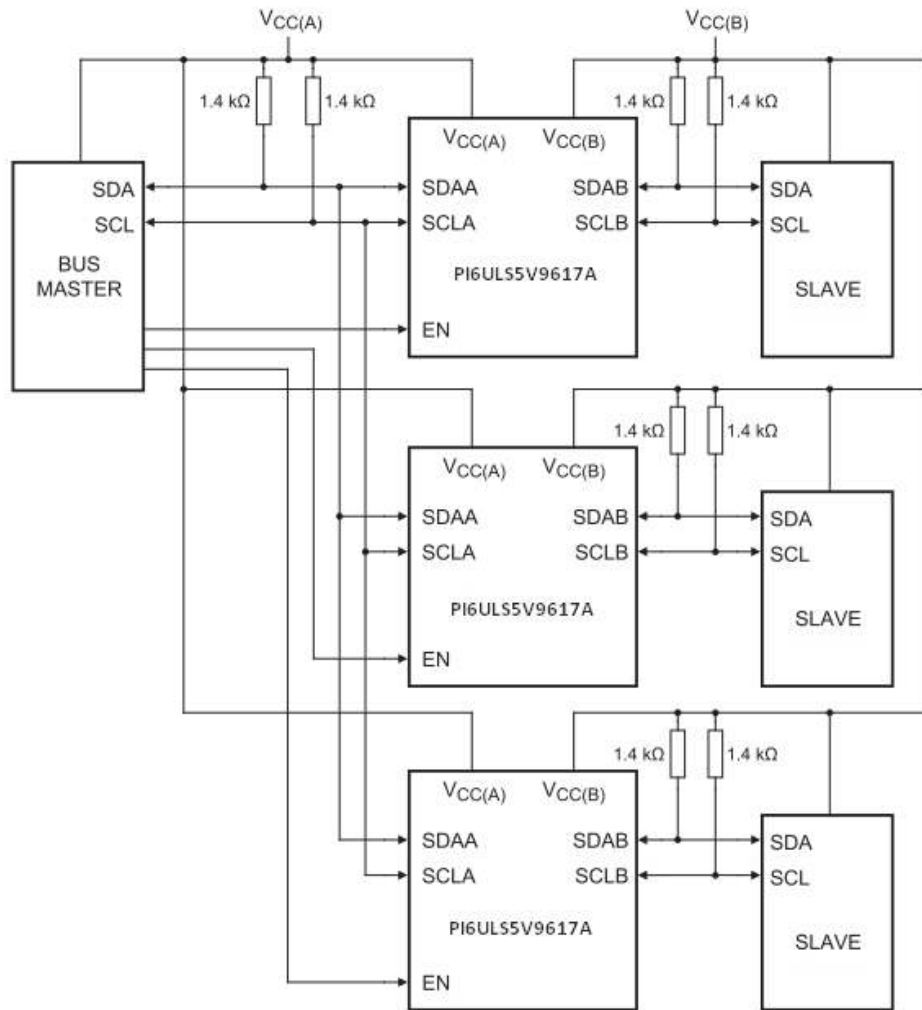 VCC(A)
VCC(B)
1.4 kΩ
1.4 kΩ
1.4 kΩ
1.4 kΩ
VCC(A)
VCC(B)
SDA
SDAA
SDAB
SDA
SCL
SCLA
SCLB
SCL
BUS
MASTER
PI6ULS5V9617A
SLAVE
EN
1.4 kΩ
1.4 kΩ
VCC(A)
VCC(B)
SDAA
SDAB
SDA
SCLA
SCLB
SCL
PI6ULS5V9617A
SLAVE
EN
1.4 kΩ
1.4 kΩ
VCC(A)
VCC(B)
SDAA
SDAB
SDA
SCLA
SCLB
SCL
PI6ULS5V9617A
SLAVE
EN